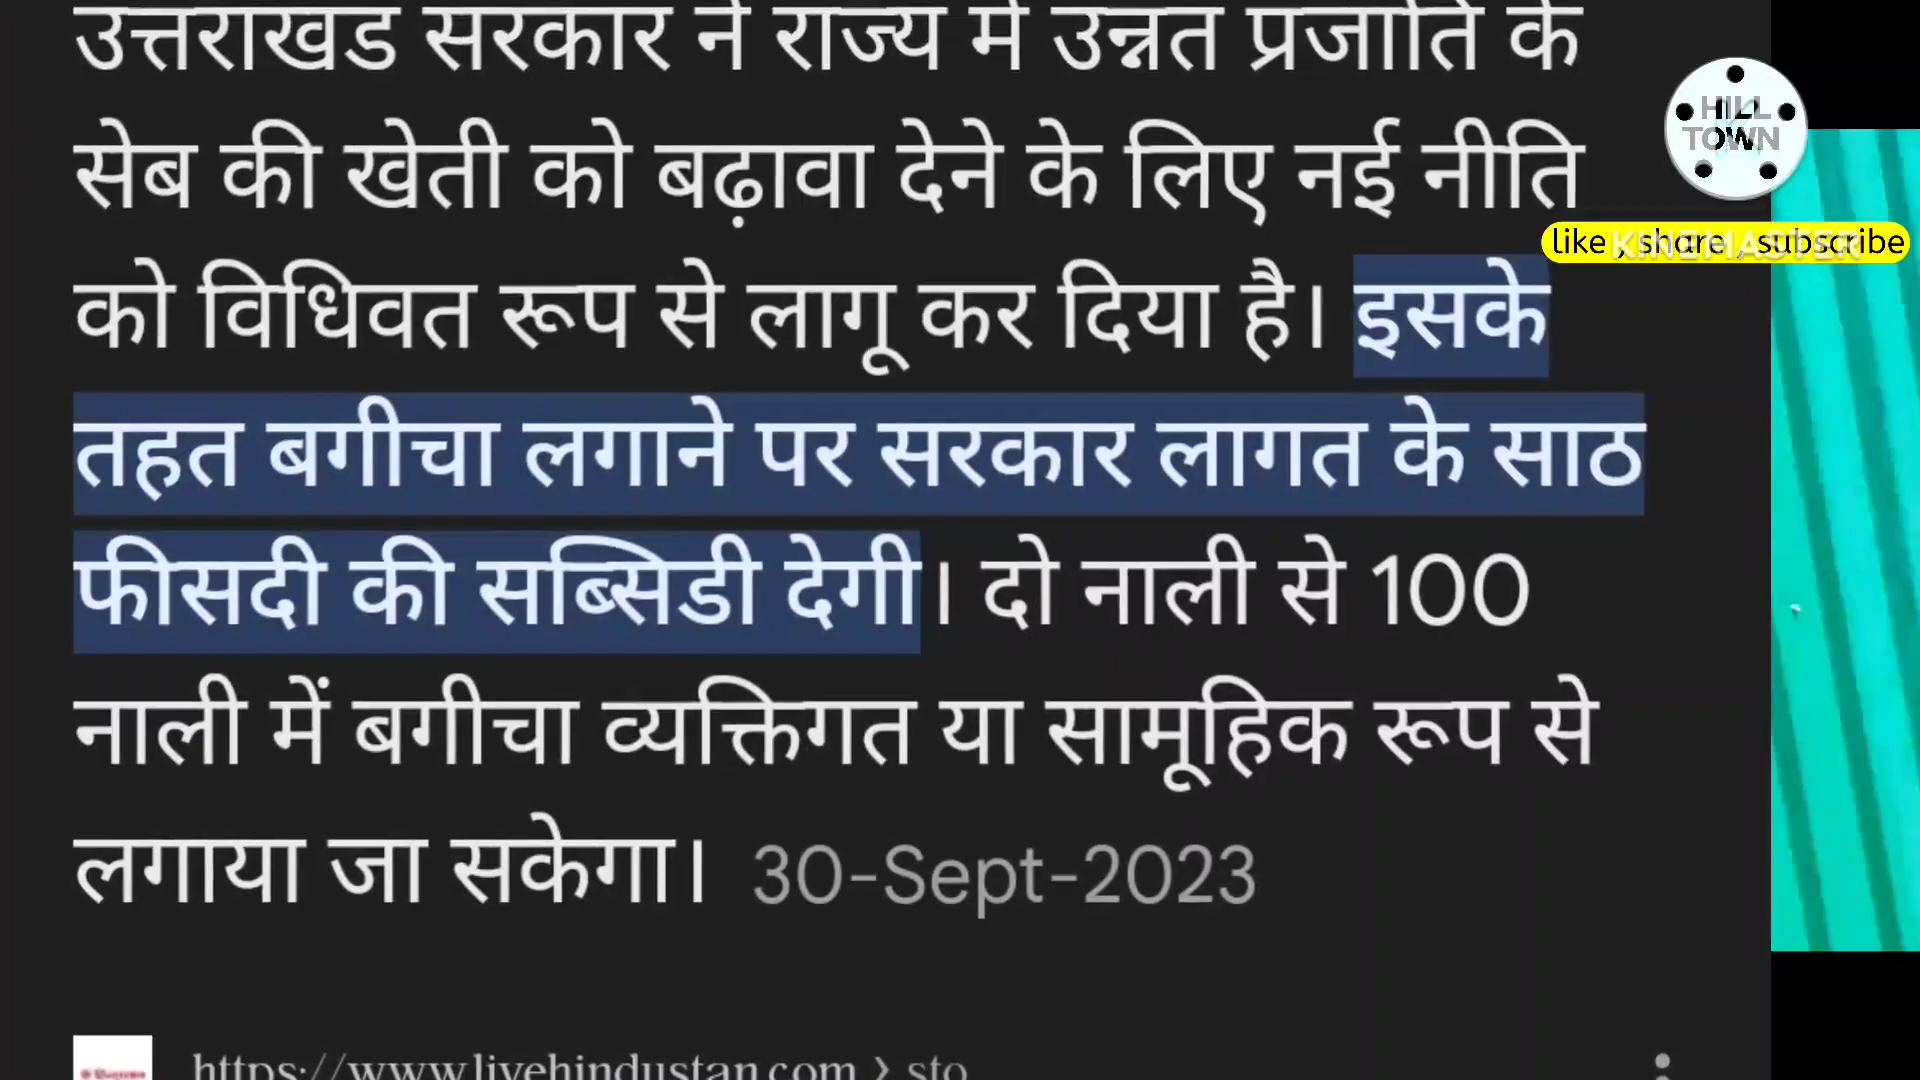 उत्तराखंड सरकार ने राज्य में उन्नत प्रजाति के
सेब की खेती को बढ़ावा देने के लिए नई नीति
को विधिवत रूप से लागू कर दिया है। इसके
तहत बगीचा लगाने पर सरकार लागत के साठ
फीसदी की सब्सिडी देगी। दो नाली से 100
नाली में बगीचा व्यक्तिगत या सामूहिक रूप से
लगाया जा सकेगा। 30-Sept-2023
https://www.livehindustan.com › sto
HILL
TOWN
like , share , subscribe
KINEMASTER